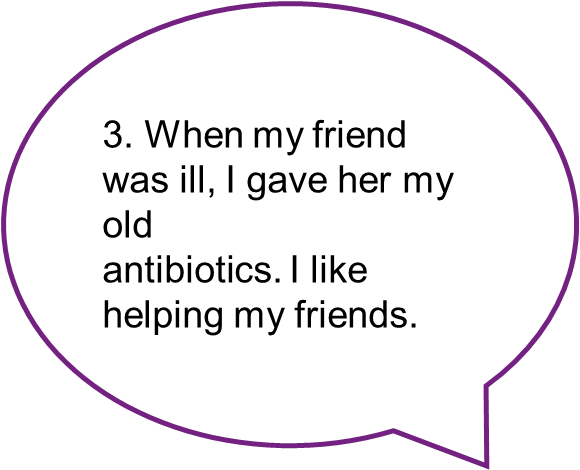 3. When my friend
was ill, I gave her my
old
antibiotics. I like
helping my friends.